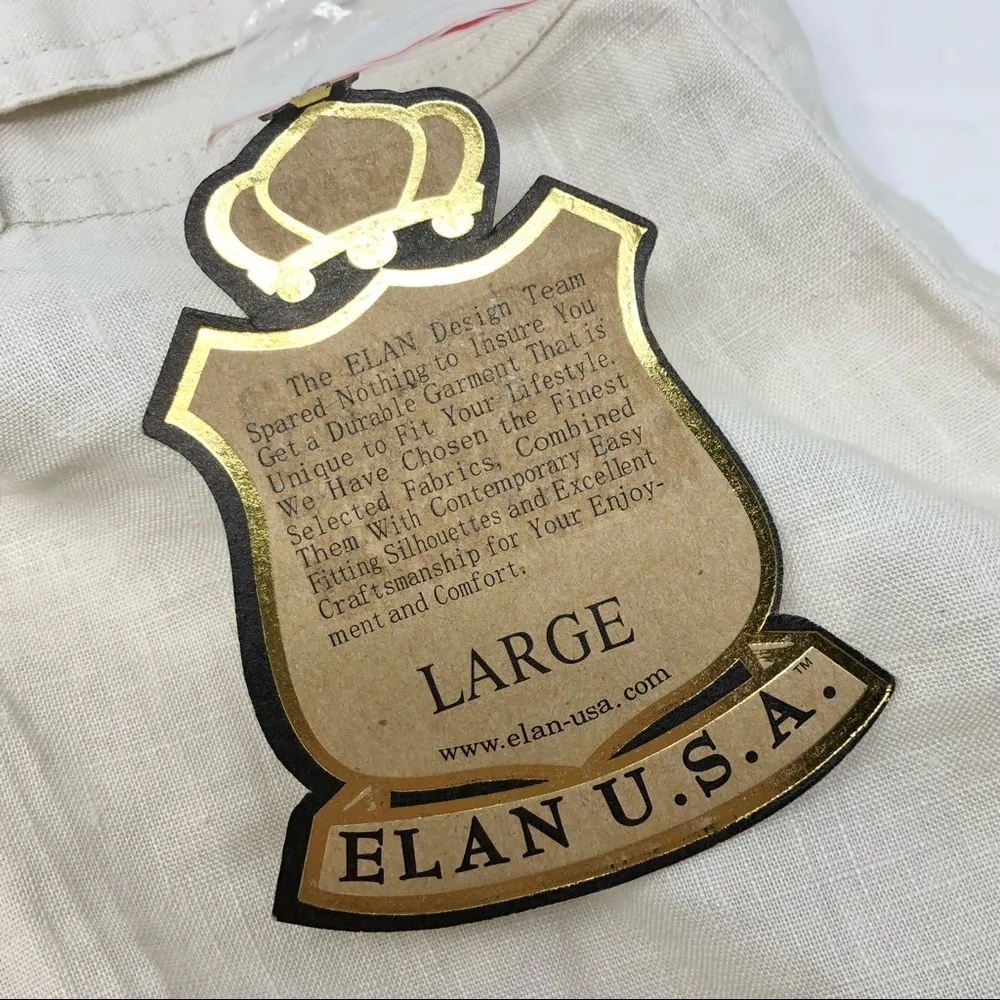 The ELAN Design Team
Spared Nothing to Insure You
Get a Durable Garment That is
Unique to Fit Your Lifestyle.
We Have Chosen the Finest
Selected Fabrics, Combined
Them With Contemporary Easy
Fitting Silhouettes and Excellent
Craftsmanship for Your Enjoy-
ment and Comfort.
LARGE
www.elan-usa.com
ELAN U.S.A.™